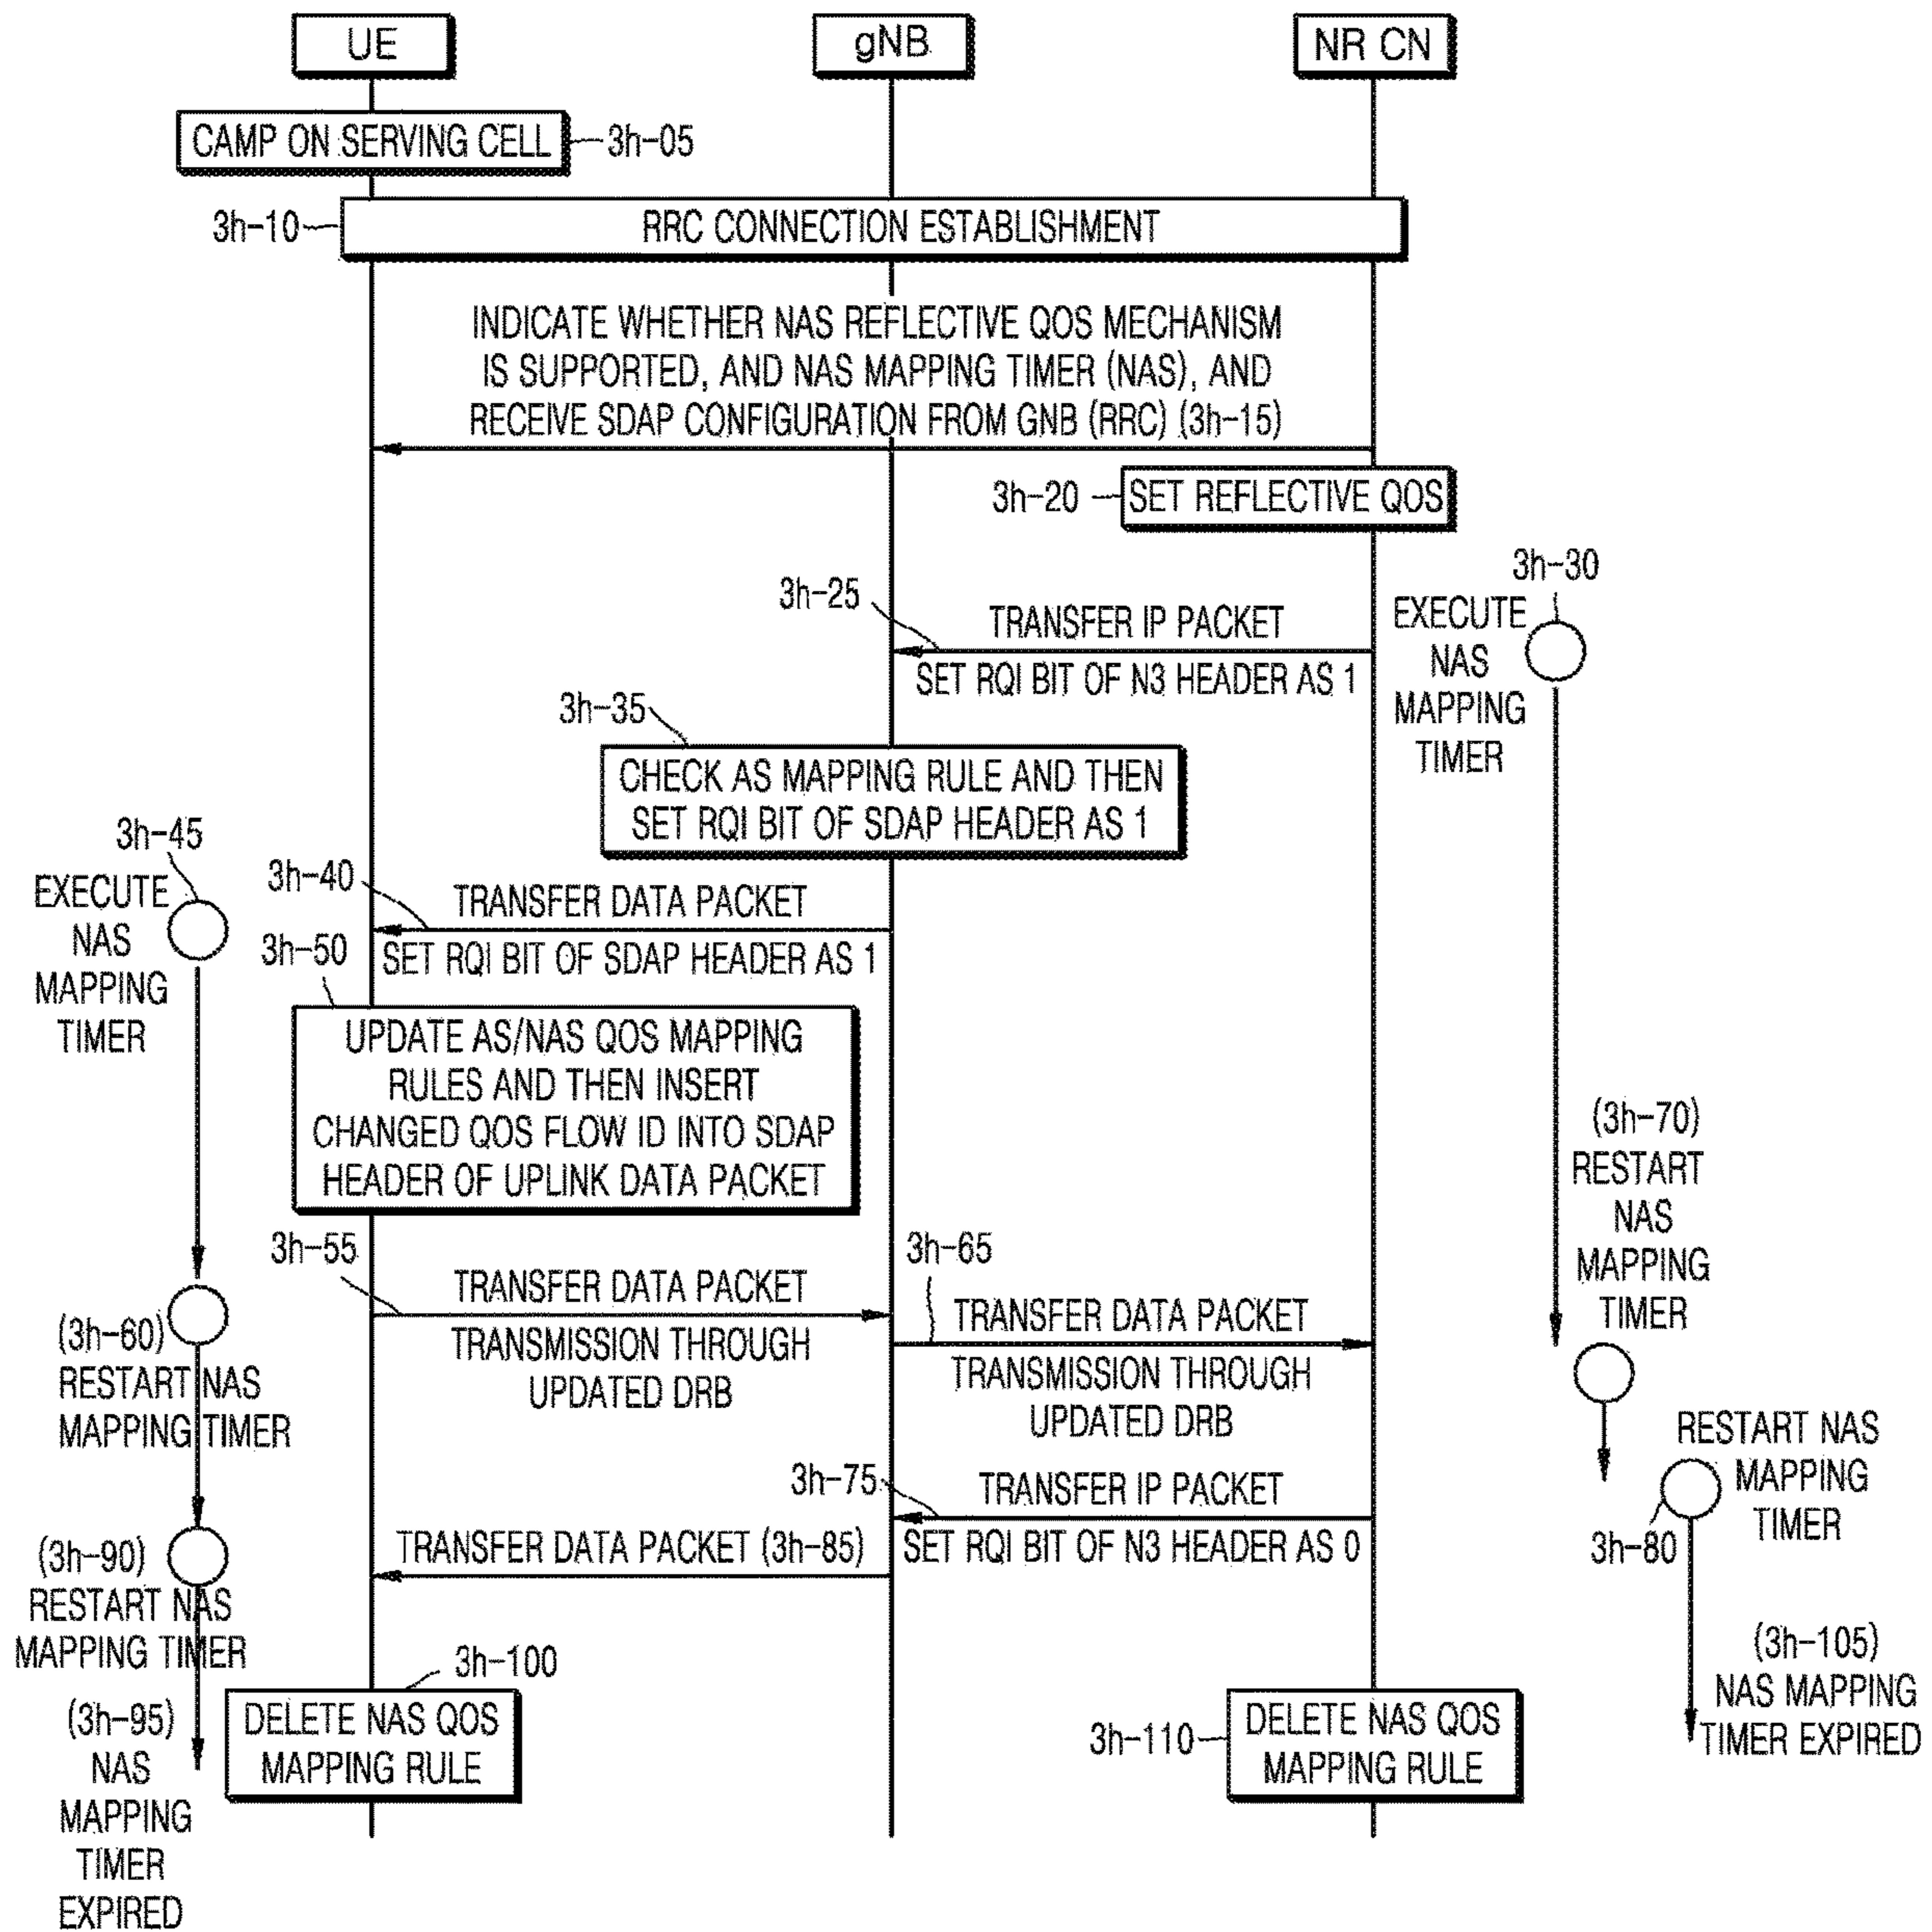 UE
gNB
NR CN
CAMP ON SERVING CELL
3h-05
3h-10
RRC CONNECTION ESTABLISHMENT
INDICATE WHETHER NAS REFLECTIVE QOS MECHANISM
IS SUPPORTED, AND NAS MAPPING TIMER (NAS), AND
RECEIVE SDAP CONFIGURATION FROM GNB (RRC) (3h-15)
3h-20
SET REFLECTIVE QOS
3h-25
TRANSFER IP PACKET
SET RQI BIT OF N3 HEADER AS 1
3h-30
EXECUTE
NAS
MAPPING
TIMER
3h-35
CHECK AS MAPPING RULE AND THEN
SET RQI BIT OF SDAP HEADER AS 1
3h-45
EXECUTE
NAS
MAPPING
TIMER
3h-40
TRANSFER DATA PACKET
SET RQI BIT OF SDAP HEADER AS 1
3h-50
UPDATE AS/NAS QOS MAPPING
RULES AND THEN INSERT
CHANGED QOS FLOW ID INTO SDAP
HEADER OF UPLINK DATA PACKET
3h-55
TRANSFER DATA PACKET
TRANSMISSION THROUGH
UPDATED DRB
(3h-60)
RESTART NAS
MAPPING TIMER
3h-65
TRANSFER DATA PACKET
TRANSMISSION THROUGH
UPDATED DRB
(3h-70)
RESTART
NAS
MAPPING
TIMER
3h-75
TRANSFER IP PACKET
SET RQI BIT OF N3 HEADER AS 0
RESTART NAS
MAPPING
TIMER
3h-80
TRANSFER DATA PACKET (3h-85)
(3h-90)
RESTART NAS
MAPPING TIMER
(3h-95)
NAS
MAPPING
TIMER
EXPIRED
3h-100
DELETE NAS QOS
MAPPING RULE
(3h-105)
NAS MAPPING
TIMER EXPIRED
3h-110
DELETE NAS QOS
MAPPING RULE